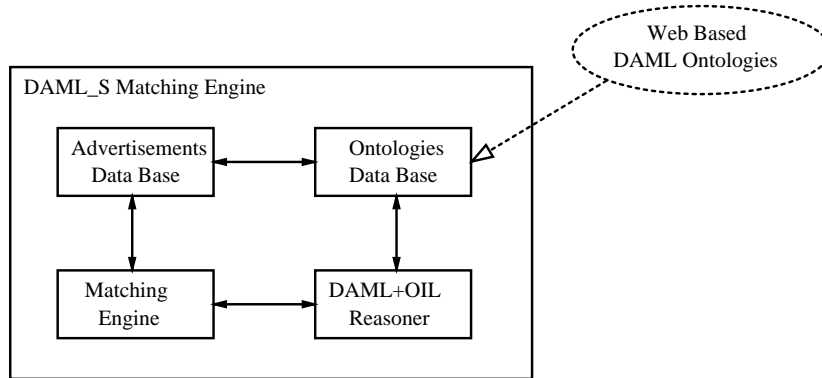 Web Based
DAML Ontologies
DAML_S Matching Engine
Advertisements
Data Base
Ontologies
Data Base
Matching
Engine
DAML+OIL
Reasoner